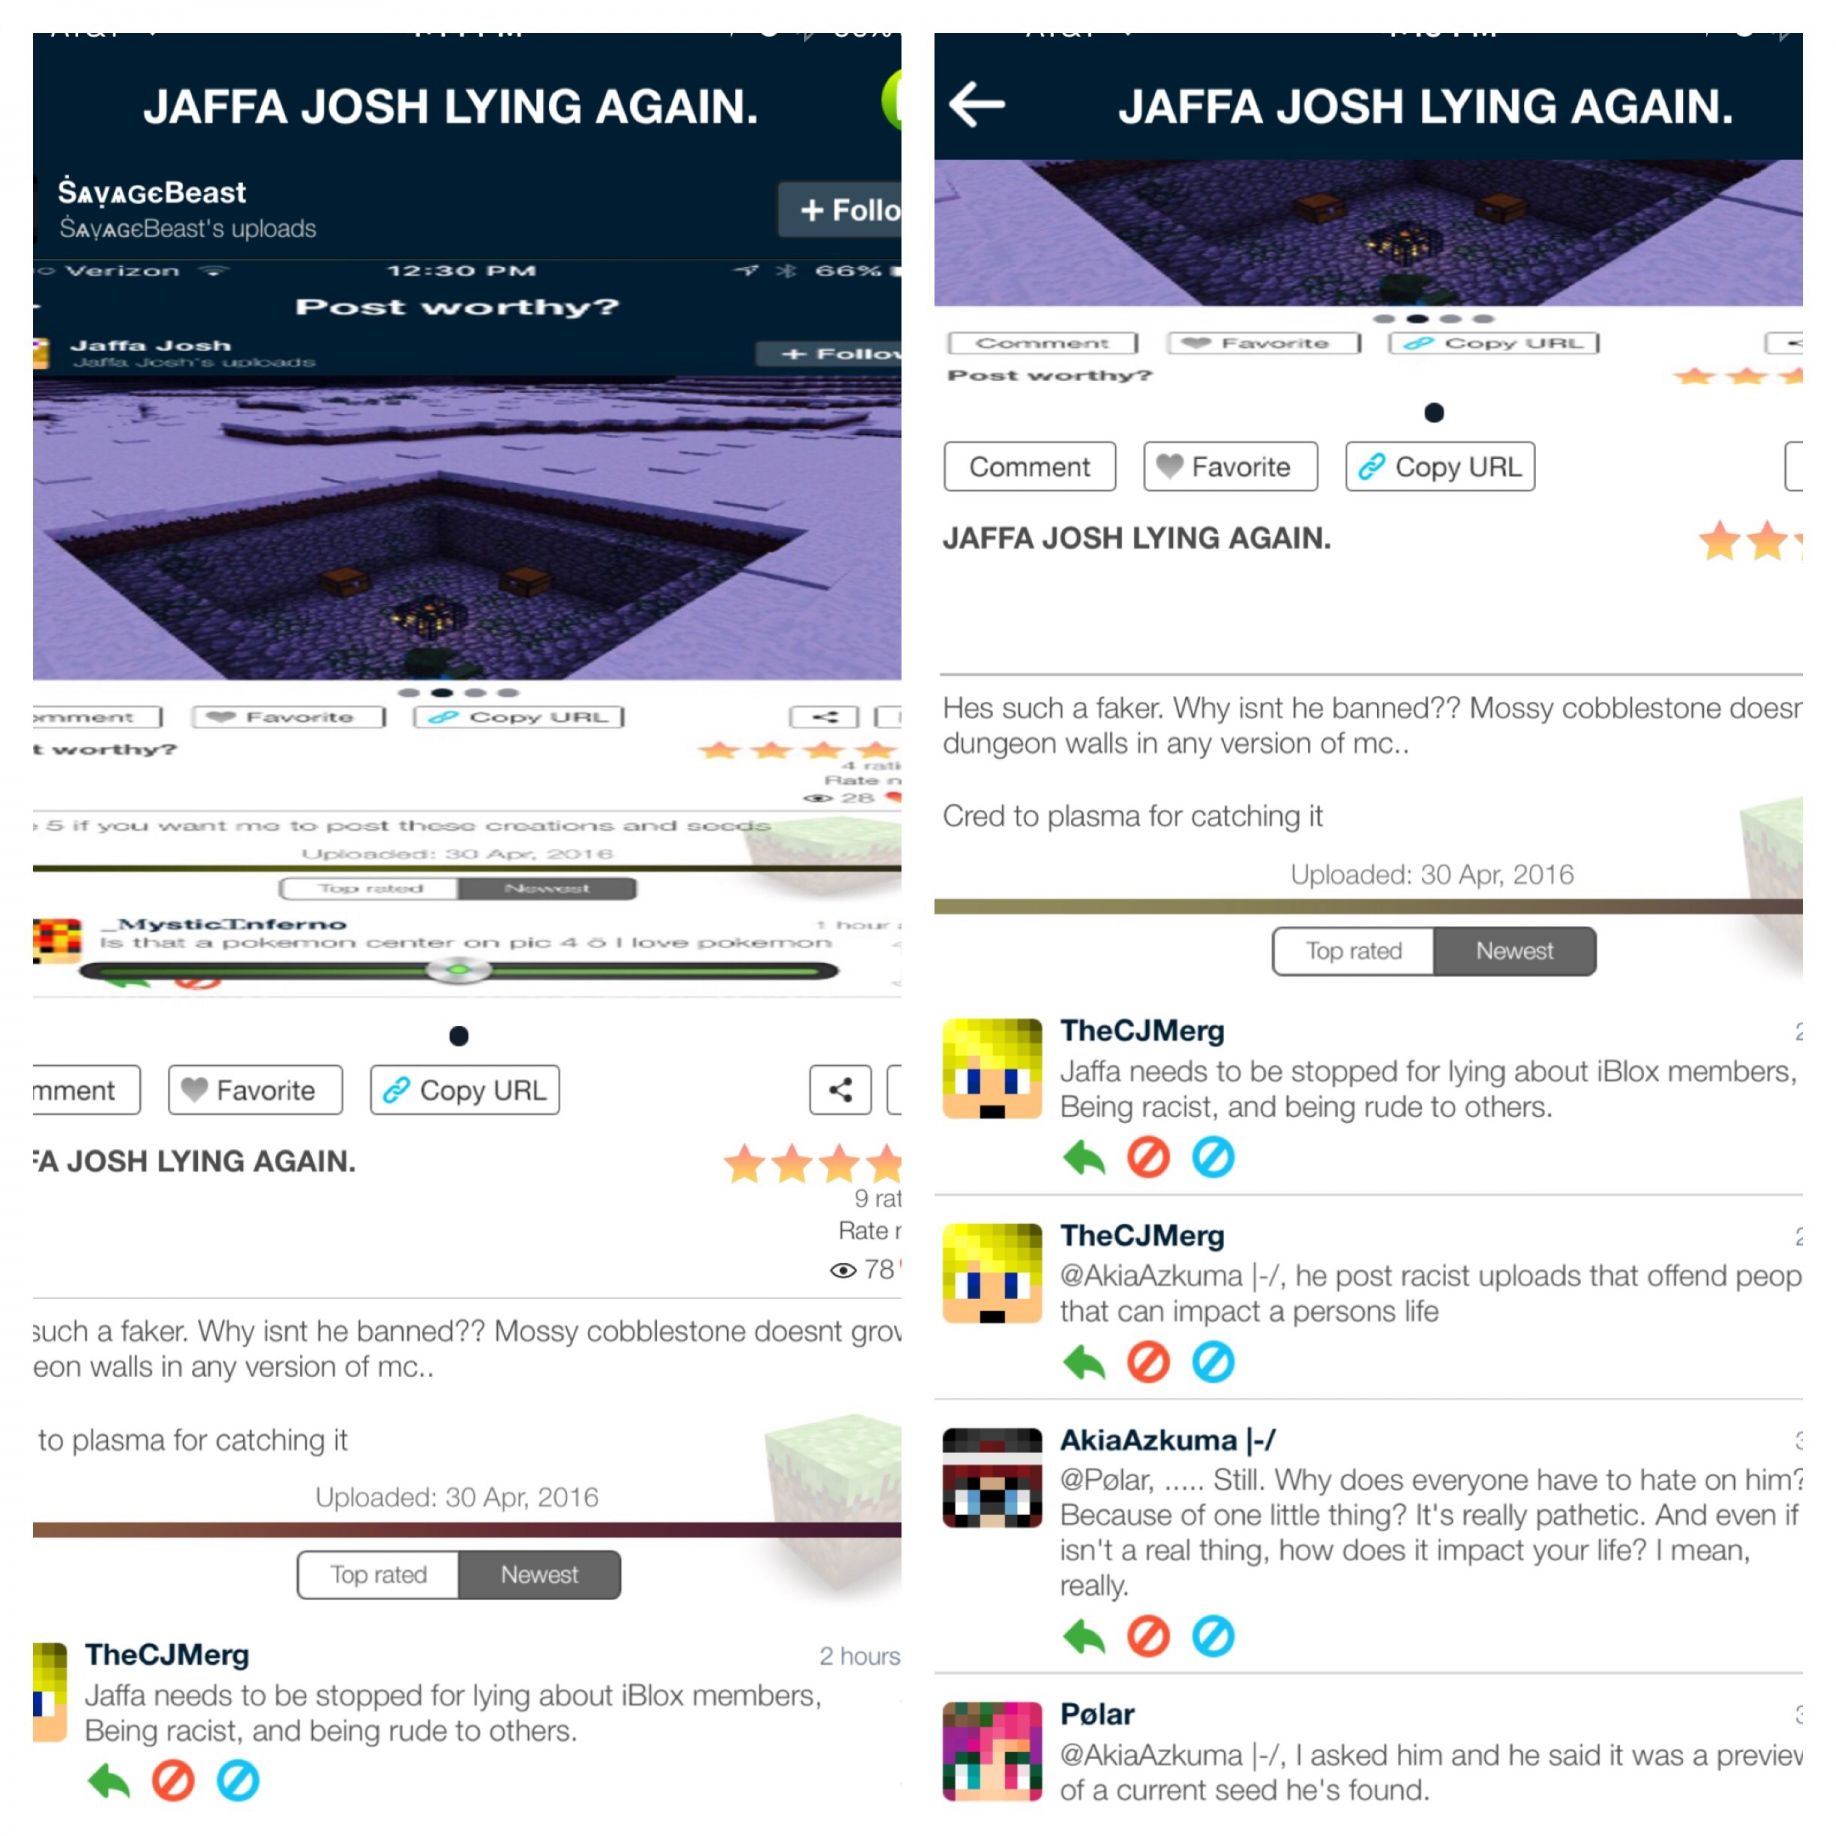 JAFFA JOSH LYING AGAIN.
ṠᴀṿᴀɢєBeast
+ Follo
ṠᴀṿᴀɢєBeast's uploads
Verizon 12:30 PM 66%
Post worthy?
Jaffa Josh
Jaffa Josh's uploads
+ Follow
mment Favorite Copy URL
t worthy?
4 rati
Rate n
28
5 if you want me to post these creations and seeds
Uploaded: 30 Apr, 2016
Top rated Newest
_MysticInferno 1 hour
Is that a pokemon center on pic 4 ö I love pokemon
mment Favorite Copy URL
FA JOSH LYING AGAIN.
9 rat
Rate r
78
such a faker. Why isnt he banned?? Mossy cobblestone doesnt grov
eon walls in any version of mc..
to plasma for catching it
Uploaded: 30 Apr, 2016
Top rated Newest
TheCJMerg 2 hours
Jaffa needs to be stopped for lying about iBlox members,
Being racist, and being rude to others.
JAFFA JOSH LYING AGAIN.
Comment Favorite Copy URL
Post worthy?
Comment Favorite Copy URL
JAFFA JOSH LYING AGAIN.
Hes such a faker. Why isnt he banned?? Mossy cobblestone doesr
dungeon walls in any version of mc..
Cred to plasma for catching it
Uploaded: 30 Apr, 2016
Top rated Newest
TheCJMerg 2
Jaffa needs to be stopped for lying about iBlox members,
Being racist, and being rude to others.
TheCJMerg 2
@AkiaAzkuma |-/, he post racist uploads that offend peop
that can impact a persons life
AkiaAzkuma |-/ 3
@Pølar, ..... Still. Why does everyone have to hate on him?
Because of one little thing? It's really pathetic. And even if
isn't a real thing, how does it impact your life? I mean,
really.
Pølar 3
@AkiaAzkuma |-/, I asked him and he said it was a preview
of a current seed he's found.